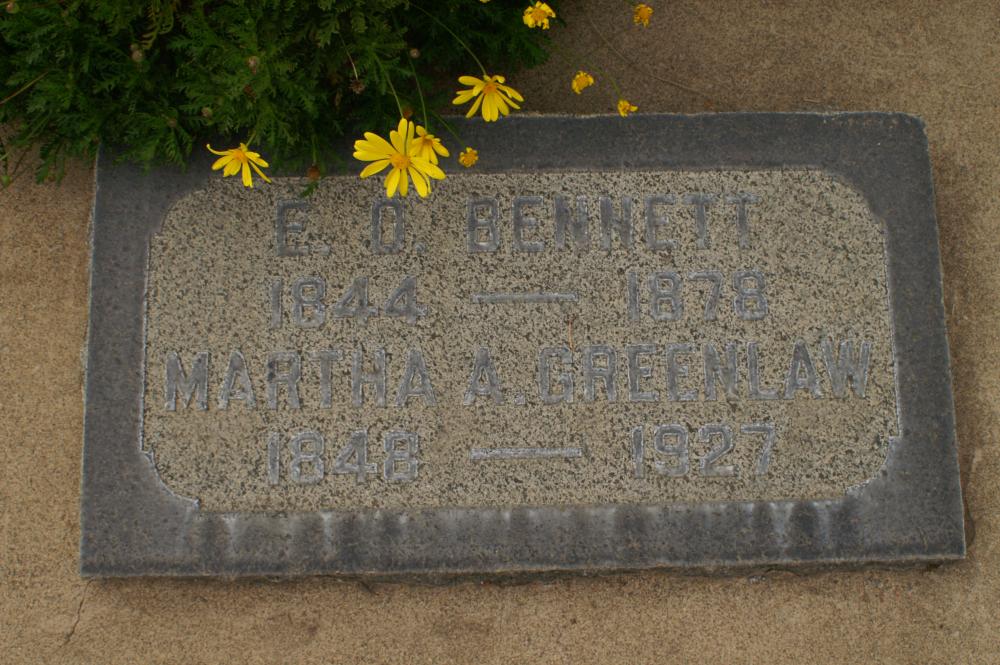 E. O. BENNETT
1844 — 1878
MARTHA A. GREENLAW
1848 — 1927